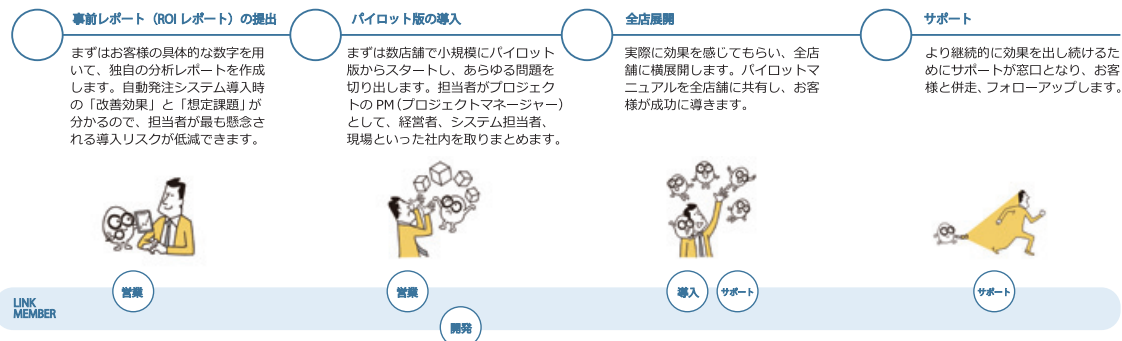 事前レポート（ROI レポート）の提出
まずはお客様の具体的な数字を用
いて、独自の分析レポートを作成
します。自動発注システム導入時
の「改善効果」と「想定課題」が
分かるので、担当者が最も懸念さ
れる導入リスクが低減できます。
パイロット版の導入
まずは数店舗で小規模にパイロット
版からスタートし、あらゆる問題を
切り出します。担当者がプロジェク
トの PM（プロジェクトマネージャー）
として、経営者、システム担当者、
現場といった社内を取りまとめます。
全店展開
実際に効果を感じてもらい、全店
舗に横展開します。パイロットマ
ニュアルを全店舗に共有し、お客
様が成功に導きます。
サポート
より継続的に効果を出し続けるた
めにサポートが窓口となり、お客
様と併走、フォローアップします。
LINK
MEMBER
営業
営業
開発
導入
サポート
サポート